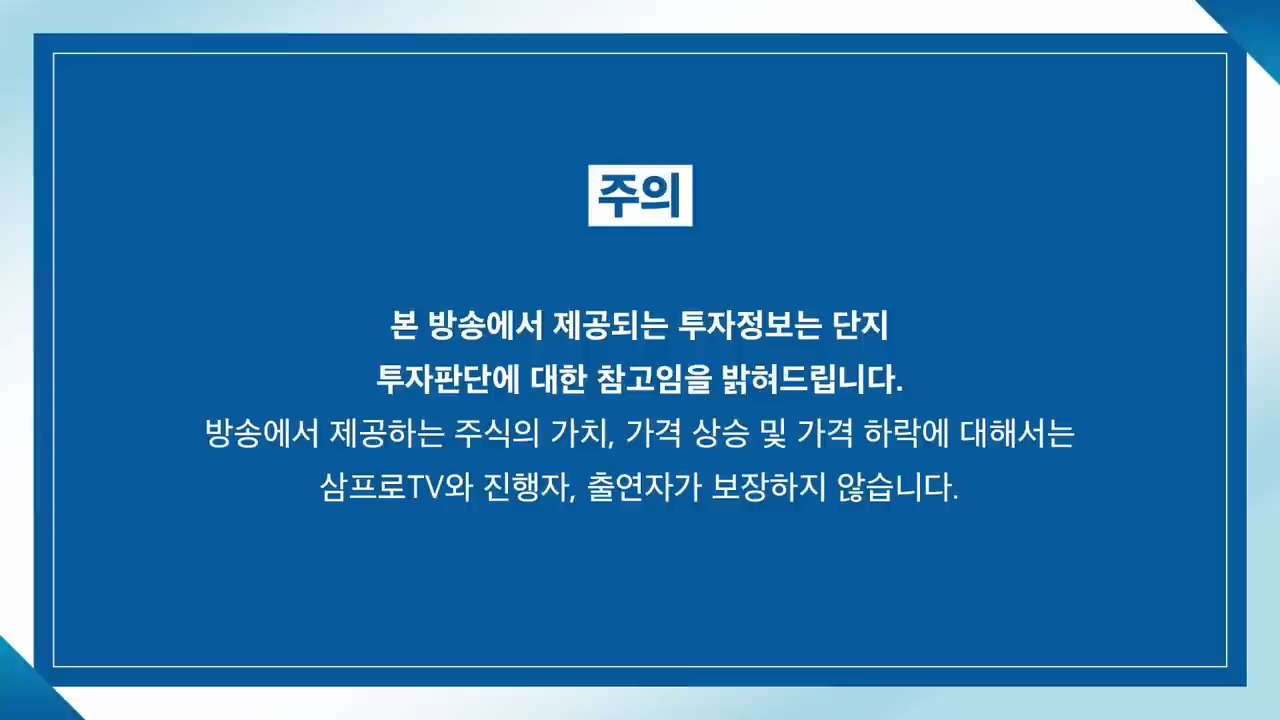 주의
본 방송에서 제공되는 투자정보는 단지
투자판단에 대한 참고임을 밝혀드립니다.
방송에서 제공하는 주식의 가치, 가격 상승 및 가격 하락에 대해서는
삼프로TV와 진행자, 출연자가 보장하지 않습니다.